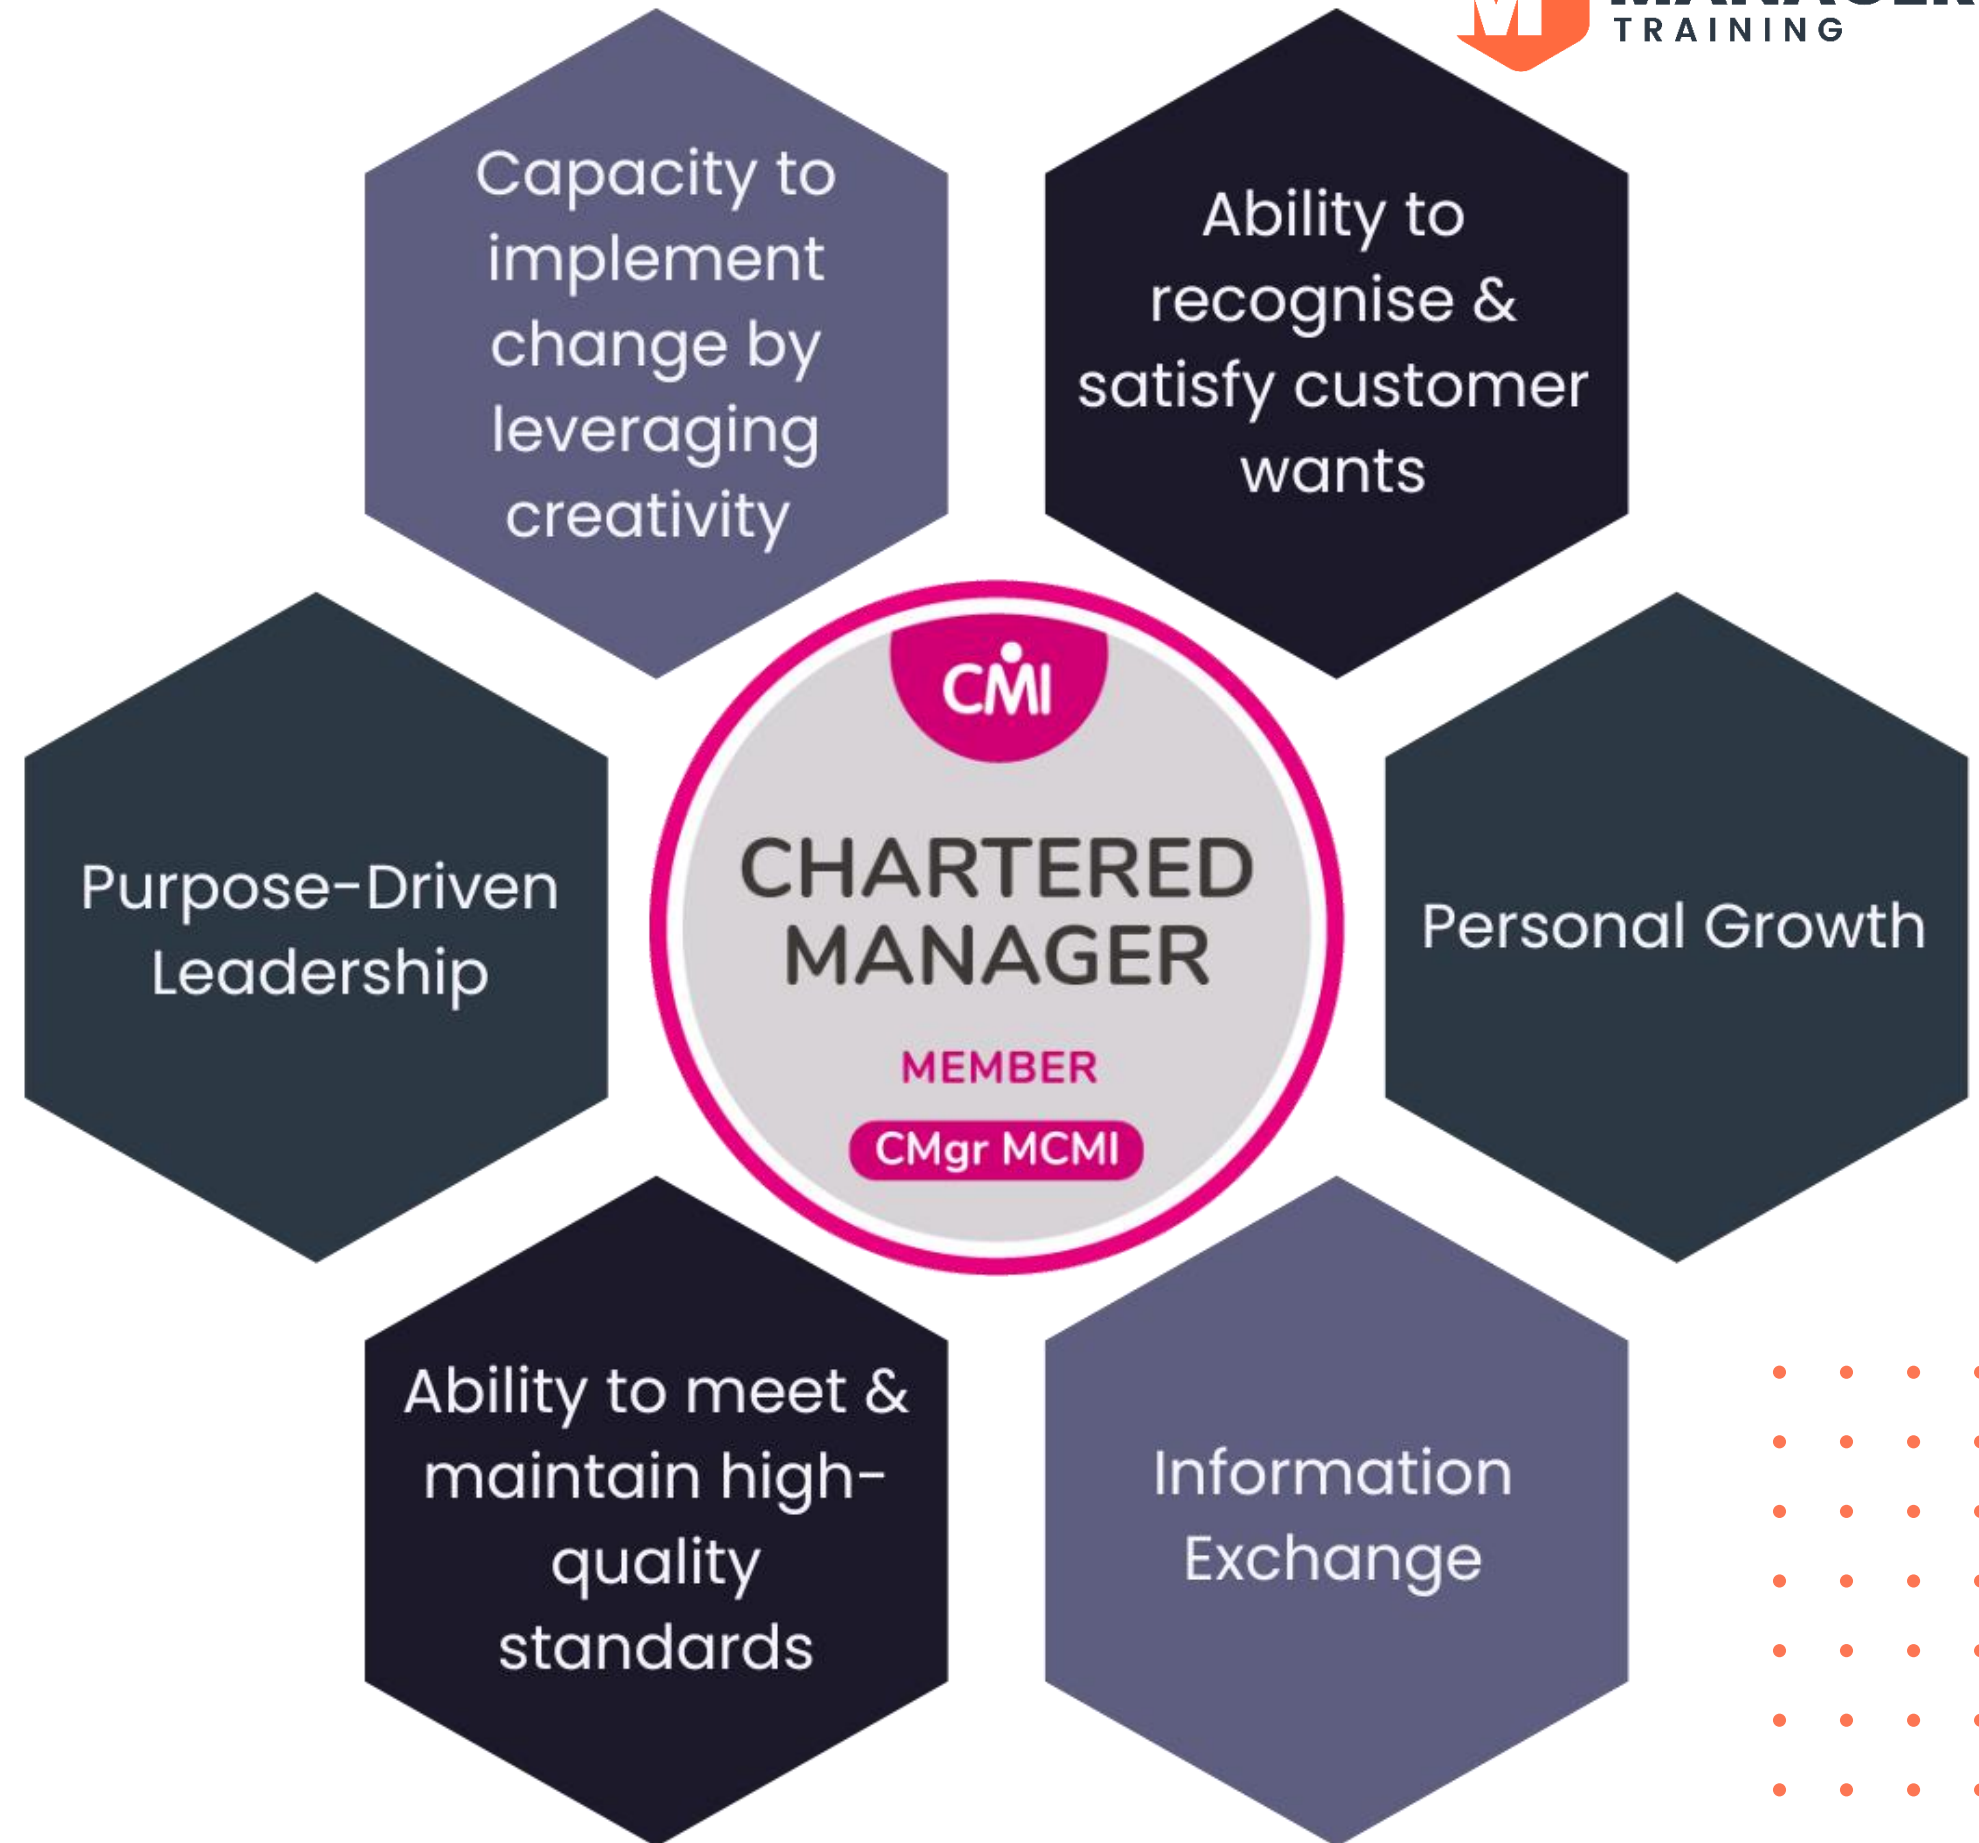 TRAINING
Capacity to
implement
change by
leveraging
creativity
Ability to
recognise &
satisfy customer
wants
Purpose-Driven
Leadership
CMI
CHARTERED
MANAGER
MEMBER
CMgr MCMI
Personal Growth
Ability to meet &
maintain high-
quality
standards
Information
Exchange